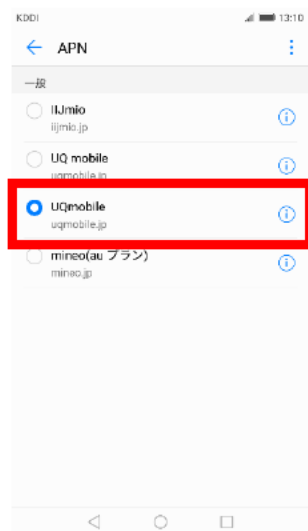 KDDI 13:10
APN
一般
IIJmio
iijmio.jp
UQ mobile
uqmobile.jp
UQmobile
uqmobile.jp
mineo(au プラン)
mineo.jp